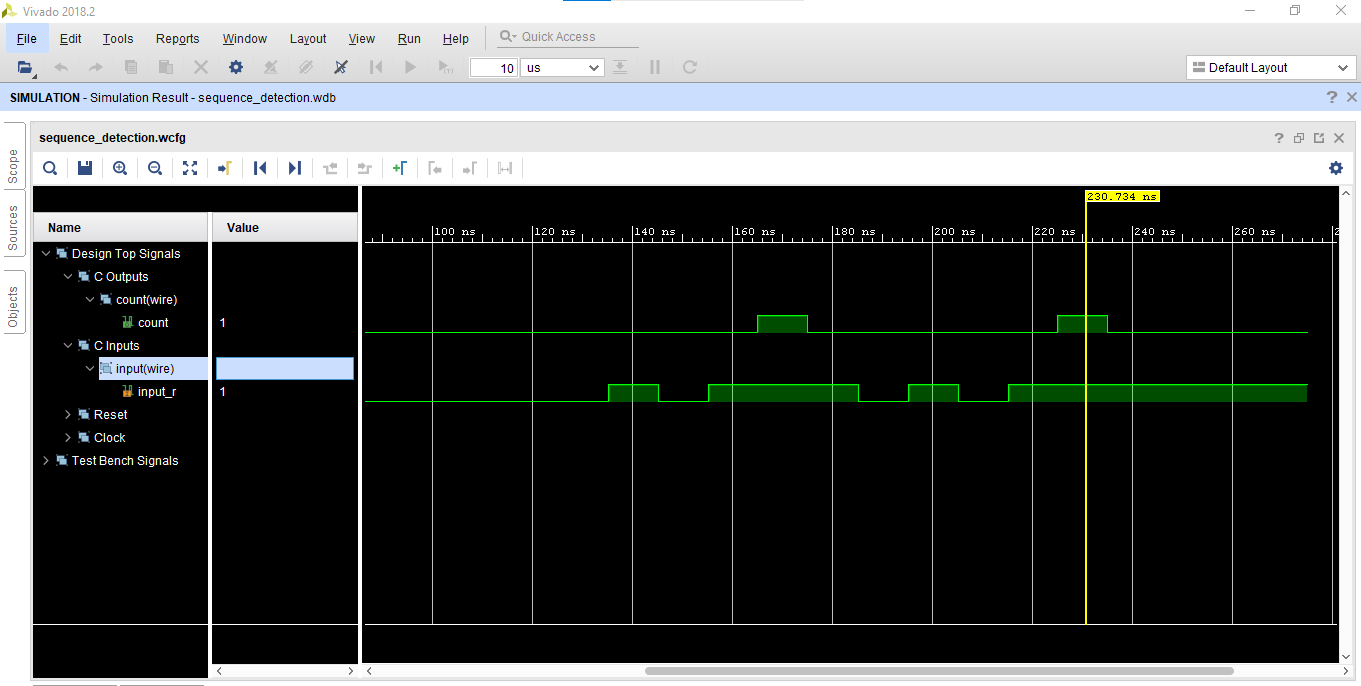 Vivado 2018.2
File Edit Tools Reports Window Layout View Run Help Quick Access
10 us Default Layout
SIMULATION - Simulation Result - sequence_detection.wdb
Scope
Sources
Objects
sequence_detection.wcfg
230.734 ns
Name Value
100 ns 120 ns 140 ns 160 ns 180 ns 200 ns 220 ns 240 ns 260 ns 2
Design Top Signals
C Outputs
count(wire)
count 1
C Inputs
input(wire)
input_r 1
Reset
Clock
Test Bench Signals